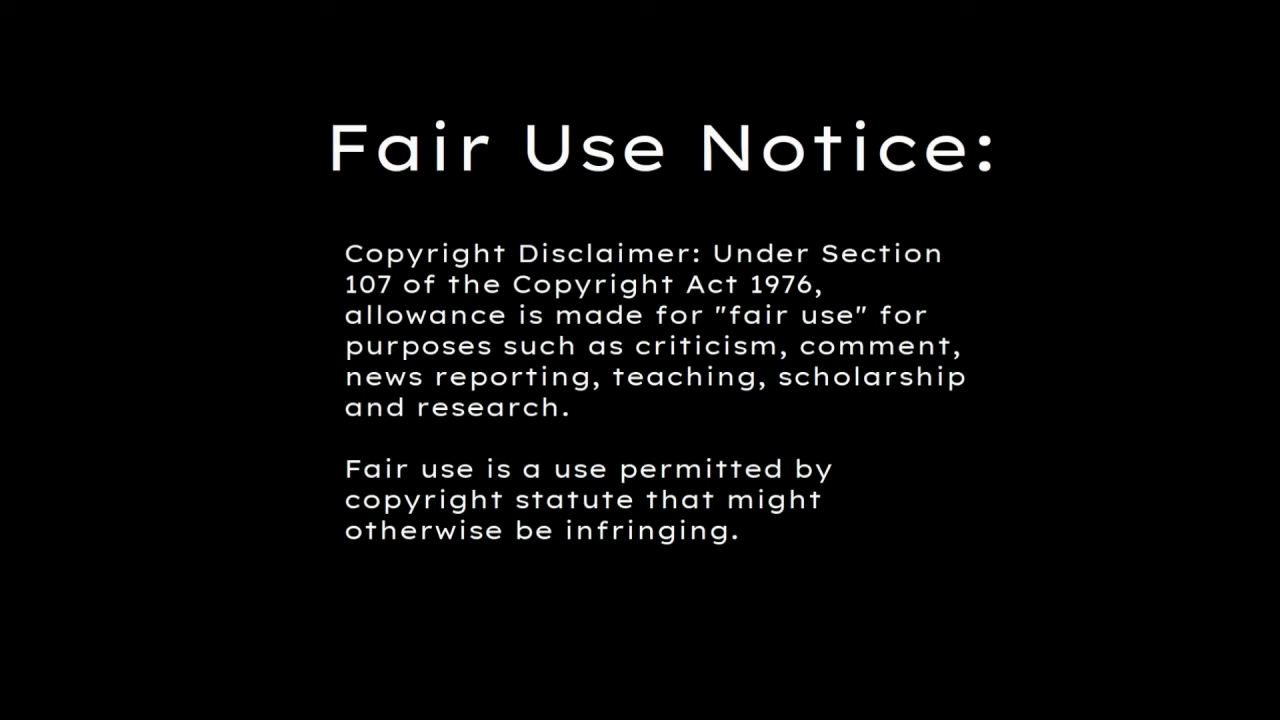 Fair Use Notice:
Copyright Disclaimer: Under Section
107 of the Copyright Act 1976,
allowance is made for "fair use" for
purposes such as criticism, comment,
news reporting, teaching, scholarship
and research.
Fair use is a use permitted by
copyright statute that might
otherwise be infringing.